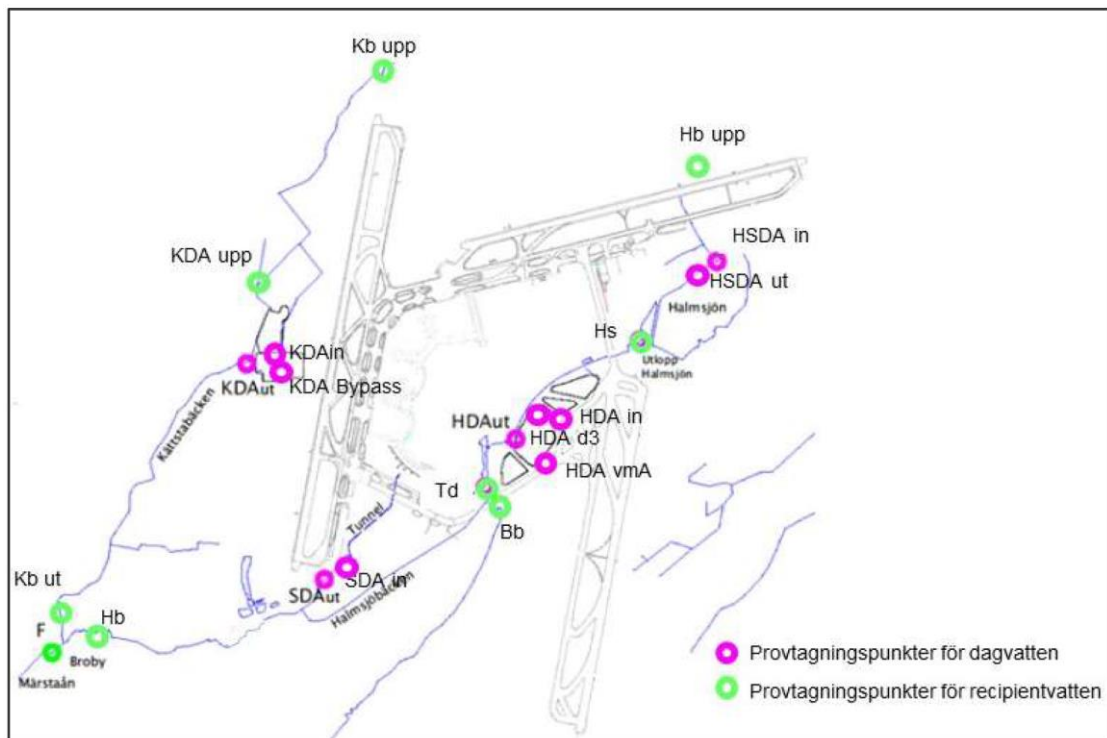 Kb upp
Hb upp
HSDA in
KDA upp
HSDA ut
Halmsjön
Hs
Utlopp
Halmsjön
KDAin
KDAut
KDA Bypass
Kättstabäcken
HDAut
HDA in
HDA d3
HDA vmA
Td
Bb
Tunnel
SDA in
SDAut
Halmsjöbäcken
Kb ut
Hb
F
Broby
Märstaån
Provtagningspunkter för dagvatten
Provtagningspunkter för recipientvatten